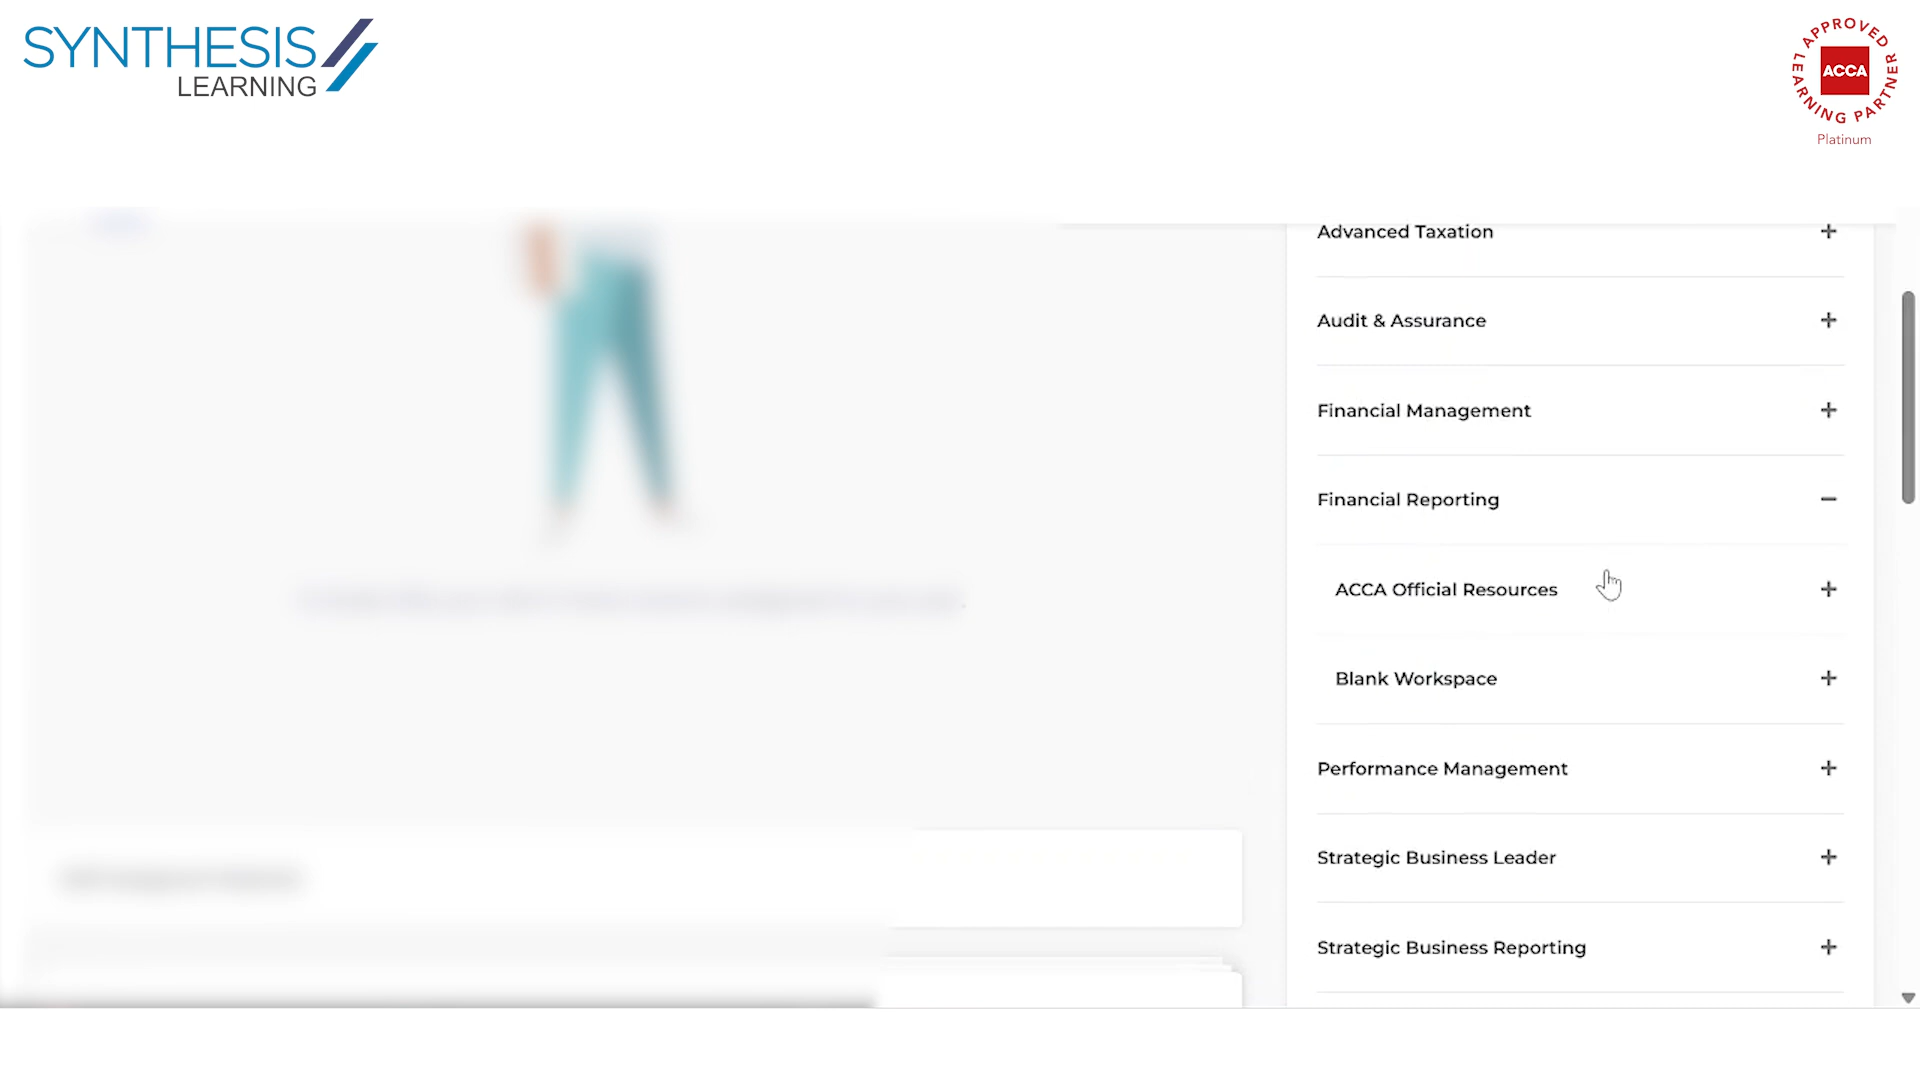 SYNTHESIS
LEARNING
APPROVED
ACCA
LEARNING PARTNER
Platinum
Advanced Taxation
Audit & Assurance
Financial Management
Financial Reporting
ACCA Official Resources
Blank Workspace
Performance Management
Strategic Business Leader
Strategic Business Reporting